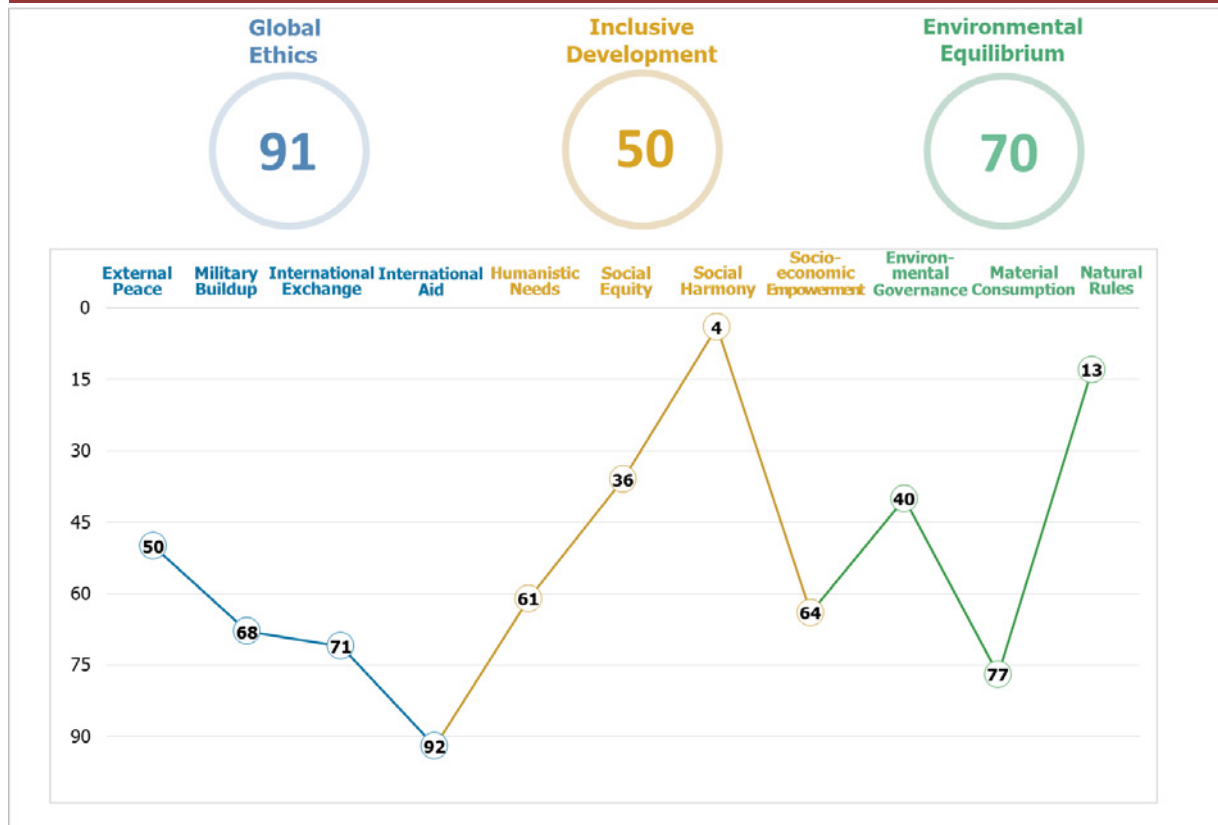 Global
Ethics
91
Inclusive
Development
50
Environmental
Equilibrium
70
External
Peace
Military
Buildup
International
Exchange
International
Aid
Humanistic
Needs
Social
Equity
Social
Harmony
Socio-
economic
Empowerment
Environ-
mental
Governance
Material
Consumption
Natural
Rules
0
15
30
45
60
75
90
50
68
71
92
61
36
4
64
40
77
13